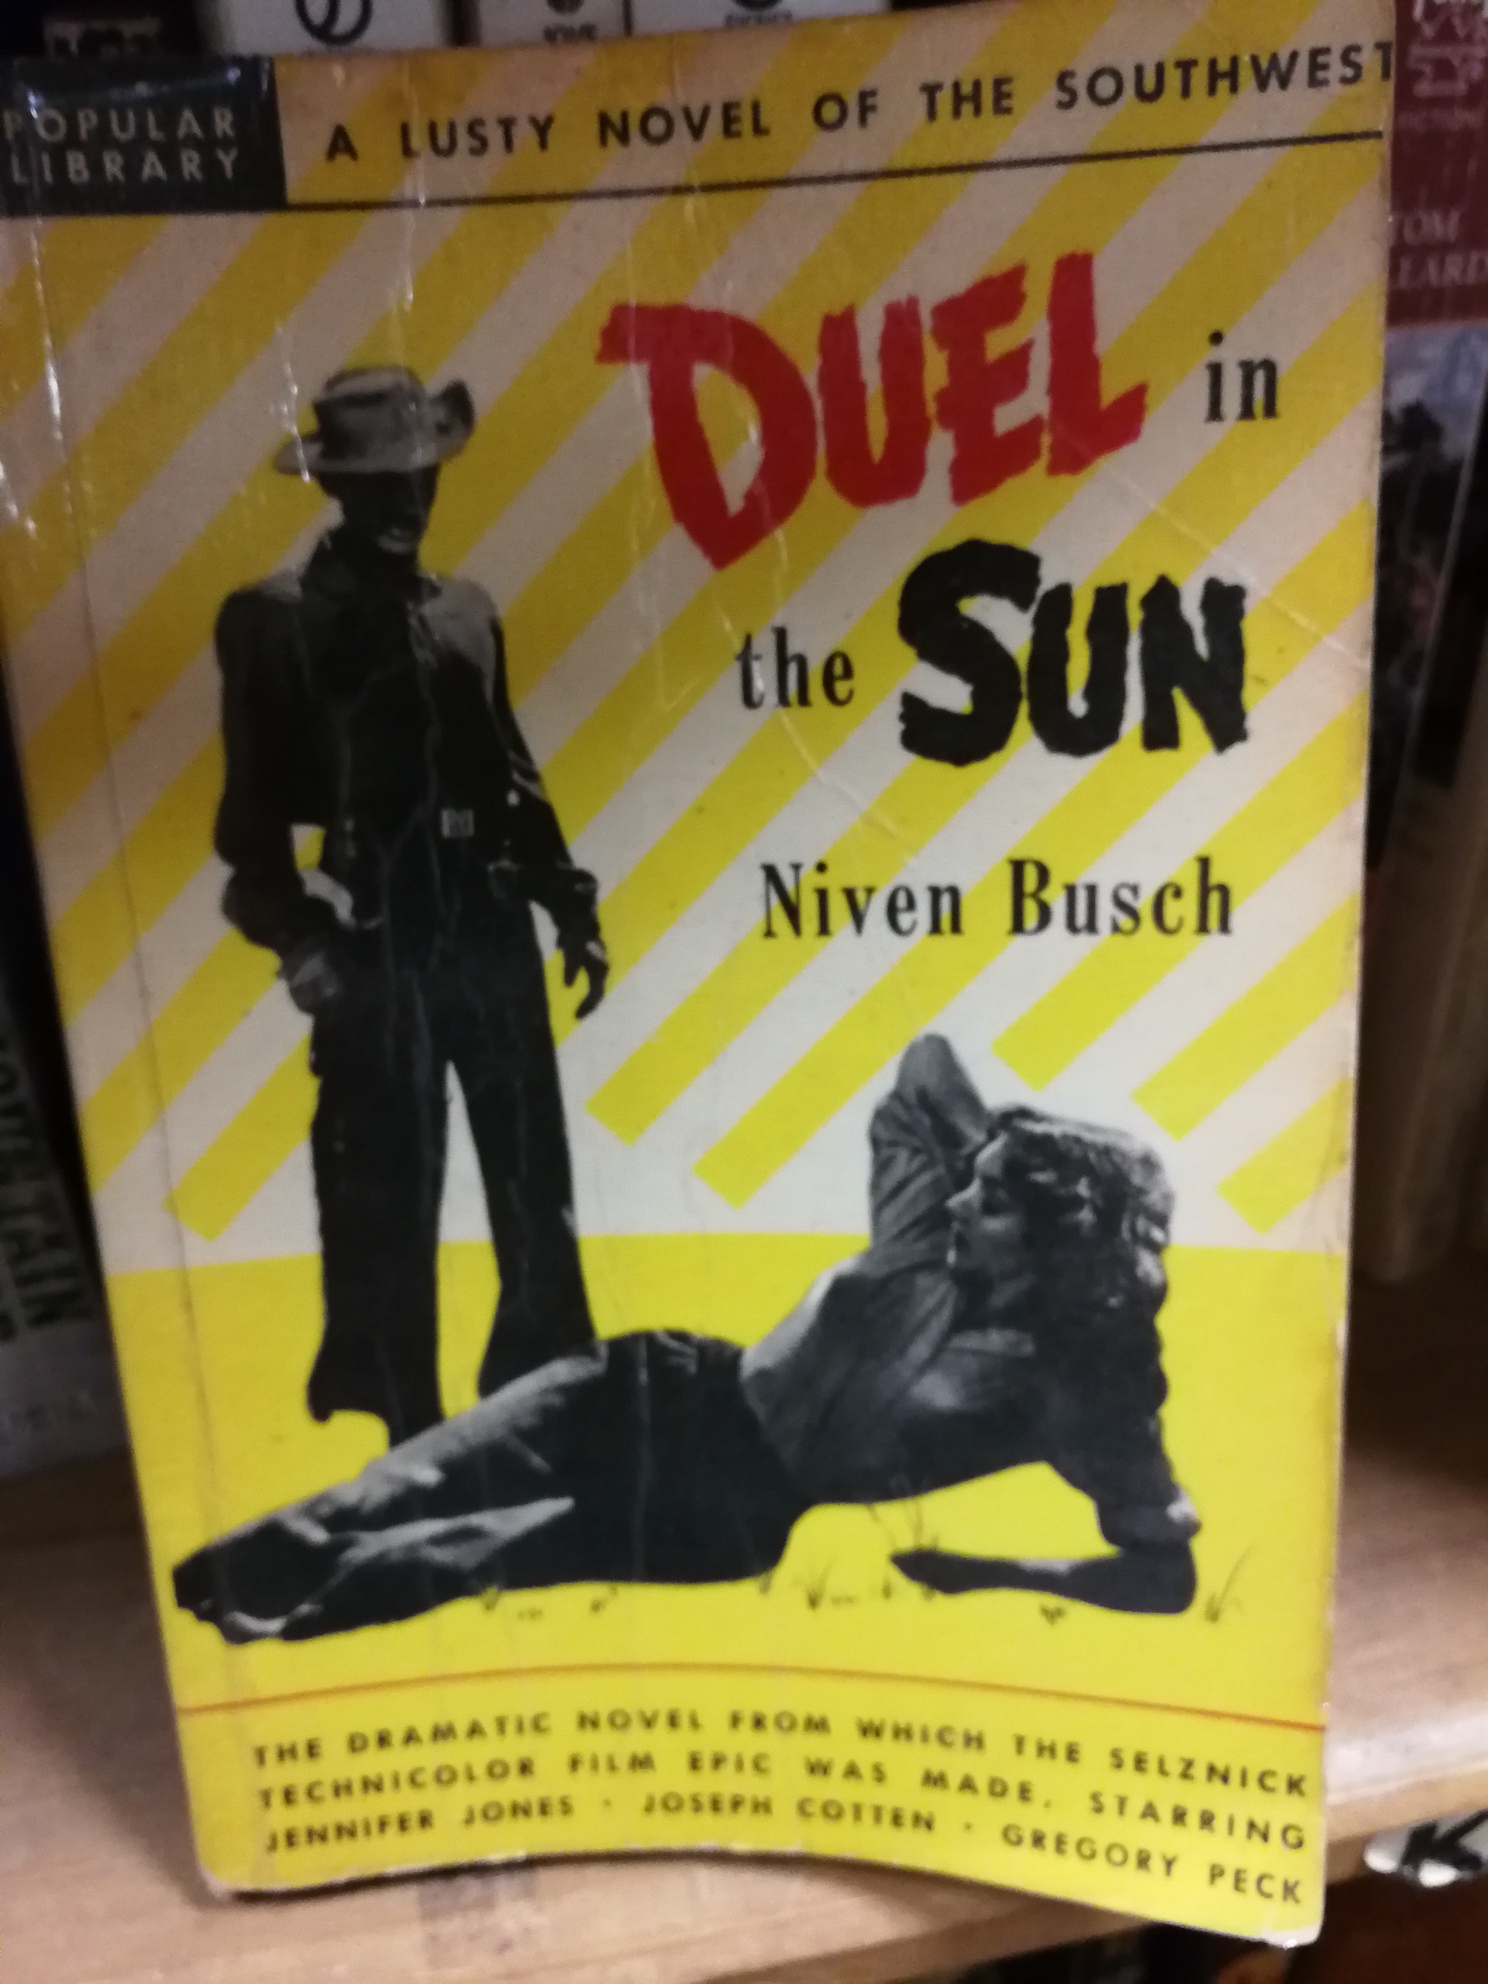 POPULAR
LIBRARY
A LUSTY NOVEL OF THE SOUTHWEST
DUEL in
the SUN
Niven Busch
THE DRAMATIC NOVEL FROM WHICH THE SELZNICK
TECHNICOLOR FILM EPIC WAS MADE. STARRING
JENNIFER JONES · JOSEPH COTTEN · GREGORY PECK
TOM